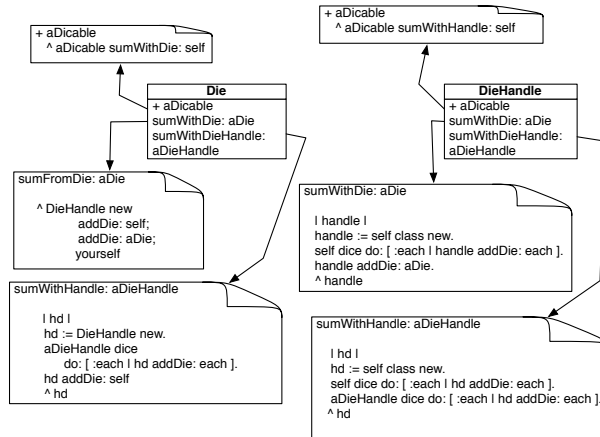 + aDicable
^ aDicable sumWithDie: self
+ aDicable
^ aDicable sumWithHandle: self
Die
+ aDicable
sumWithDie: aDie
sumWithDieHandle:
aDieHandle
DieHandle
+ aDicable
sumWithDie: aDie
sumWithDieHandle:
aDieHandle
sumFromDie: aDie
^ DieHandle new
addDie: self;
addDie: aDie;
yourself
sumWithDie: aDie
| handle |
handle := self class new.
self dice do: [ :each | handle addDie: each ].
handle addDie: aDie.
^ handle
sumWithHandle: aDieHandle
| hd |
hd := DieHandle new.
aDieHandle dice
do: [ :each | hd addDie: each ].
hd addDie: self
^ hd
sumWithHandle: aDieHandle
| hd |
hd := self class new.
self dice do: [ :each | hd addDie: each ].
aDieHandle dice do: [ :each | hd addDie: each ].
^ hd